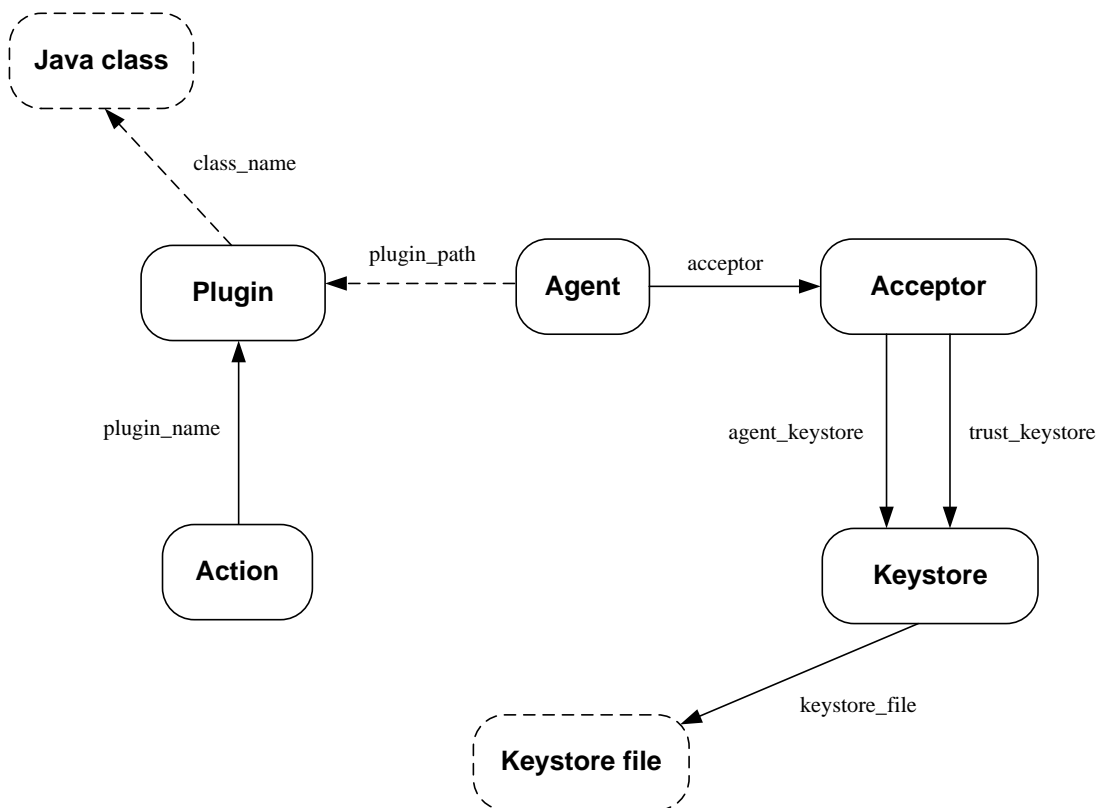 Java class
class_name
plugin_path
acceptor
Plugin
Agent
Acceptor
plugin_name
agent_keystore
trust_keystore
Action
Keystore
keystore_file
Keystore file